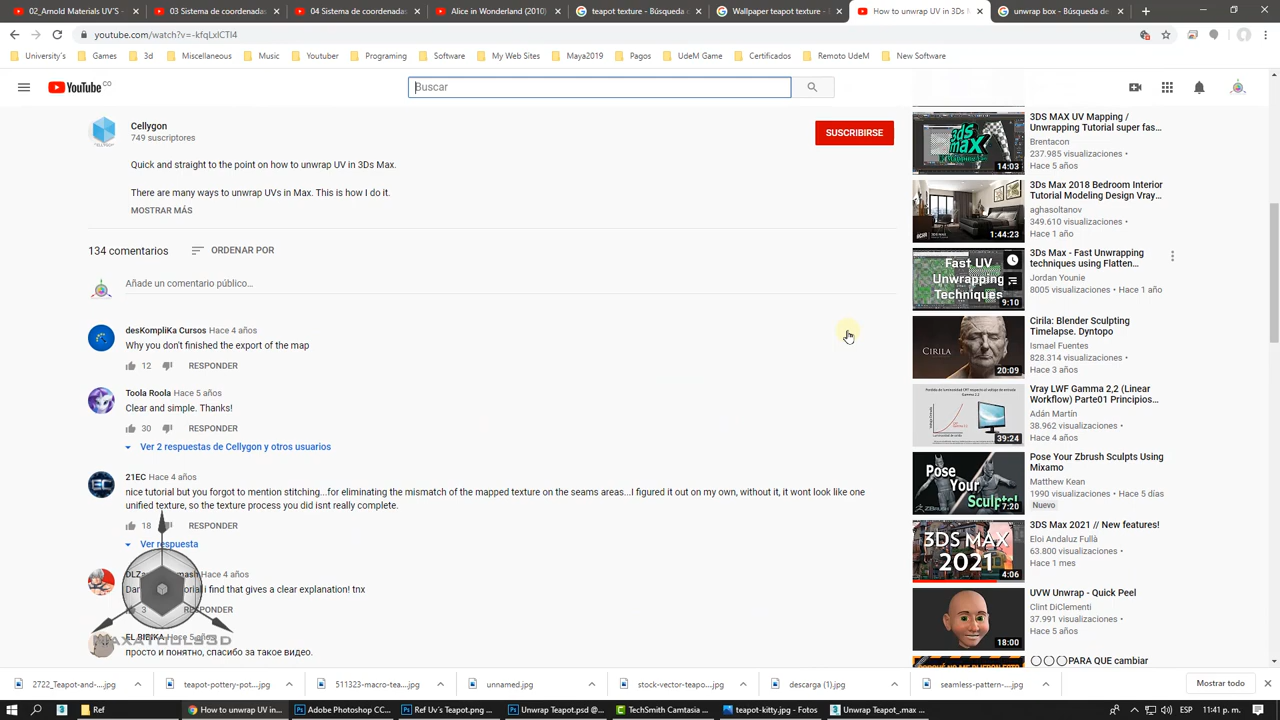 02_Arnold Materials UV'S -
03 Sistema de coordenadas
04 Sistema de coordenadas
Alice in Wonderland (2010)
teapot texture - Búsqueda
Wallpaper teapot texture
How to unwrap UV in 3Ds M
unwrap box - Búsqueda de
youtube.com/watch?v=-kfqLxlCTI4
University's
Games
3d
Miscellaneous
Music
Youtuber
Programing
Software
My Web Sites
Maya2019
Pagos
UdeM Game
Certificados
Remoto UdeM
New Software
YouTube CO
Buscar
Cellygon
749 suscriptores
SUSCRIBIRSE
Quick and straight to the point on how to unwrap UV in 3Ds Max.
There are many ways to unwrap UVs in Max. This is how I do it.
MOSTRAR MÁS
134 comentarios
ORDENAR POR
Añade un comentario público...
desKompliKa Cursos Hace 4 años
Why you don't finished the export of the map
12
RESPONDER
Toola Roola Hace 5 años
Clear and simple. Thanks!
30
RESPONDER
Ver 2 respuestas de Cellygon y otros usuarios
21EC Hace 4 años
nice tutorial but you forgot to mention stitching...for eliminating the mismatch of the mapped texture on the seams areas...I figured it out on my own, without it, it wont look like one
unified texture, so the texture process you did isnt really complete.
18
RESPONDER
Ver respuesta
Hace 4 años
i find that gives a clear explanation! tnx
3
RESPONDER
MAXATOOLS3D
Hace 5 años
просто и понятно, спасибо за такое видео.
3ds max
14:03
3DS MAX UV Mapping /
Unwrapping Tutorial super fas...
Brentacon
237.985 visualizaciones •
Hace 5 años
1:44:23
3Ds Max 2018 Bedroom Interior
Tutorial Modeling Design Vray...
aghasoltanov
349.610 visualizaciones •
Hace 1 año
Fast UV
Unwrapping
Techniques
9:10
3Ds Max - Fast Unwrapping
techniques using Flatten...
Jordan Younie
8005 visualizaciones • Hace 1 año
CIRILA
20:09
Cirila: Blender Sculpting
Timelapse. Dyntopo
Ismael Fuentes
828.314 visualizaciones •
Hace 3 años
39:24
Vray LWF Gamma 2,2 (Linear
Workflow) Parte01 Principios...
Adán Martín
38.962 visualizaciones •
Hace 4 años
Pose
Your
Sculpts!
ZBRUSH
7:20
Pose Your Zbrush Sculpts Using
Mixamo
Matthew Kean
1990 visualizaciones • Hace 5 días
Nuevo
3DS MAX
2021
4:06
3DS Max 2021 // New features!
Eloi Andaluz Fullà
63.800 visualizaciones •
Hace 1 mes
18:00
UVW Unwrap - Quick Peel
Clint DiClementi
37.991 visualizaciones •
Hace 5 años
〇〇〇PARA QUE cambiar
2722_Teapot-and-....jpg
teapot-pottery-pot....jpg
511323-macro-tea....jpg
unnamed.jpg
stock-vector-teapo....jpg
descarga (1).jpg
seamless-pattern-....jpg
Mostrar todo
Ref
How to unwrap UV in...
Adobe Photoshop CC...
Ref Uv's Teapot.png ...
Unwrap Teapot.psd @...
TechSmith Camtasia ...
teapot-kitty.jpg - Fotos
Unwrap Teapot_.max ...
ESP
11:41 p. m.